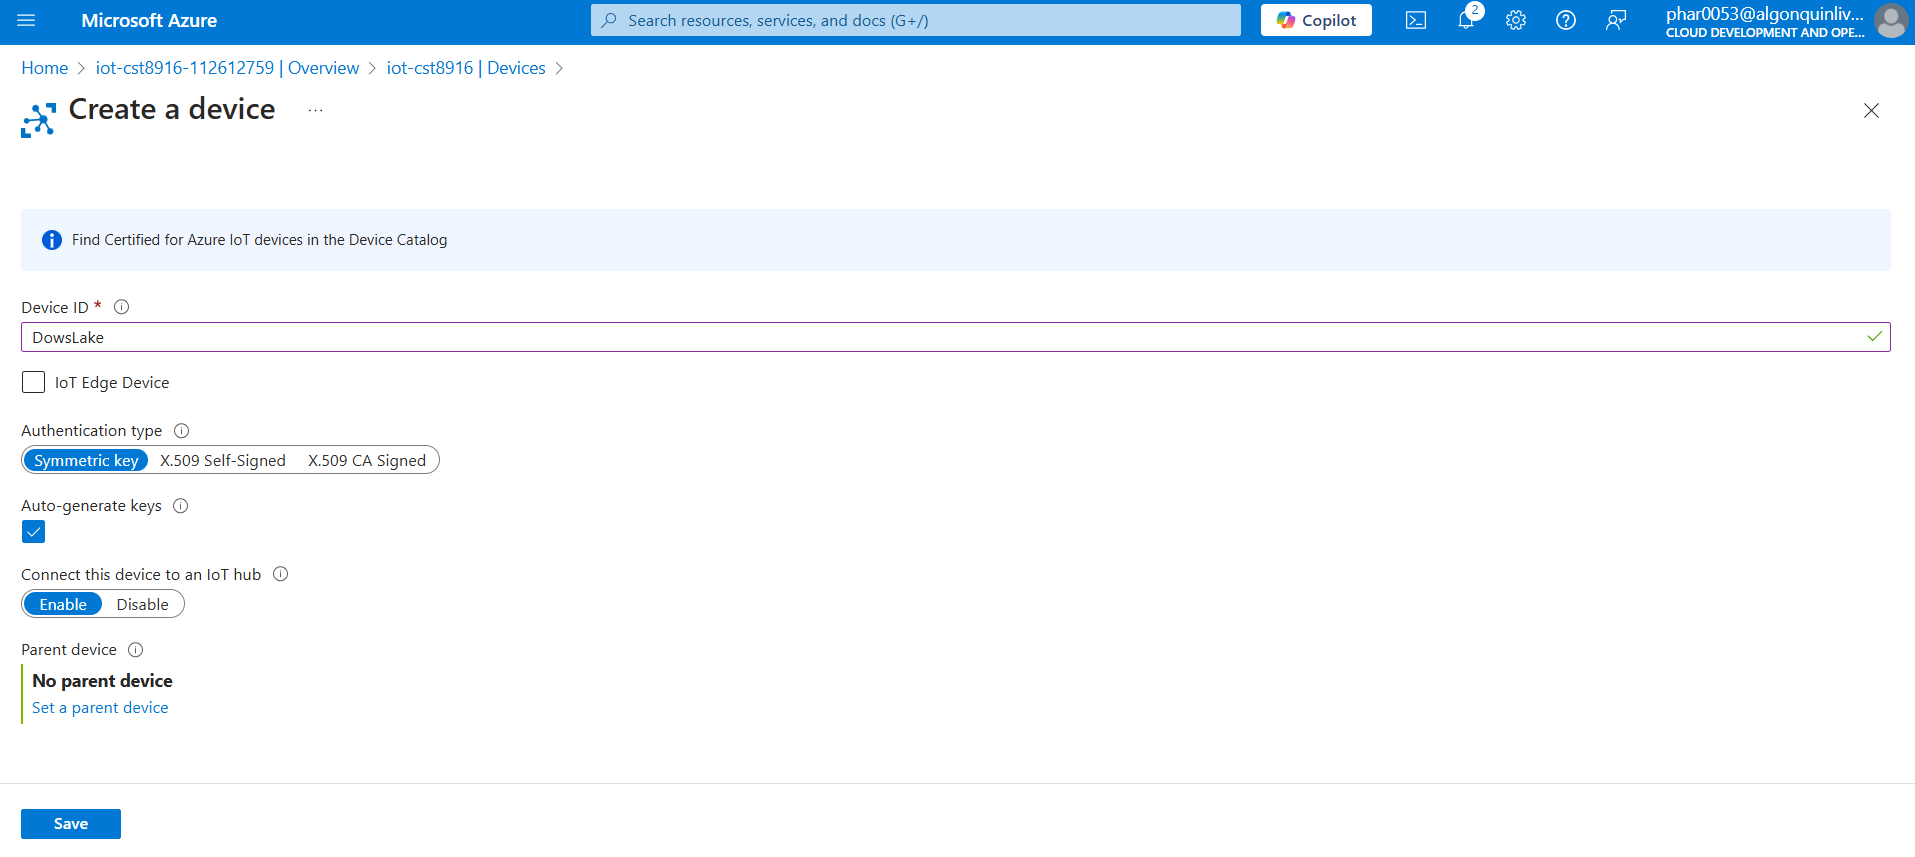 Microsoft Azure
Search resources, services, and docs (G+/)
Copilot
2
phar0053@algonquinliv...
CLOUD DEVELOPMENT AND OPE...
Home > iot-cst8916-112612759 | Overview > iot-cst8916 | Devices >
Create a device ...
Find Certified for Azure IoT devices in the Device Catalog
Device ID *
DowsLake
IoT Edge Device
Authentication type
Symmetric key X.509 Self-Signed X.509 CA Signed
Auto-generate keys
Connect this device to an IoT hub
Enable Disable
Parent device
No parent device
Set a parent device
Save